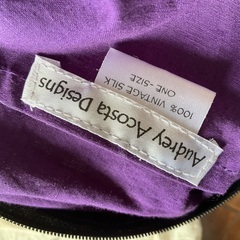 Audrey Acosta Designs
100% VINTAGE SILK
ONE - SIZE